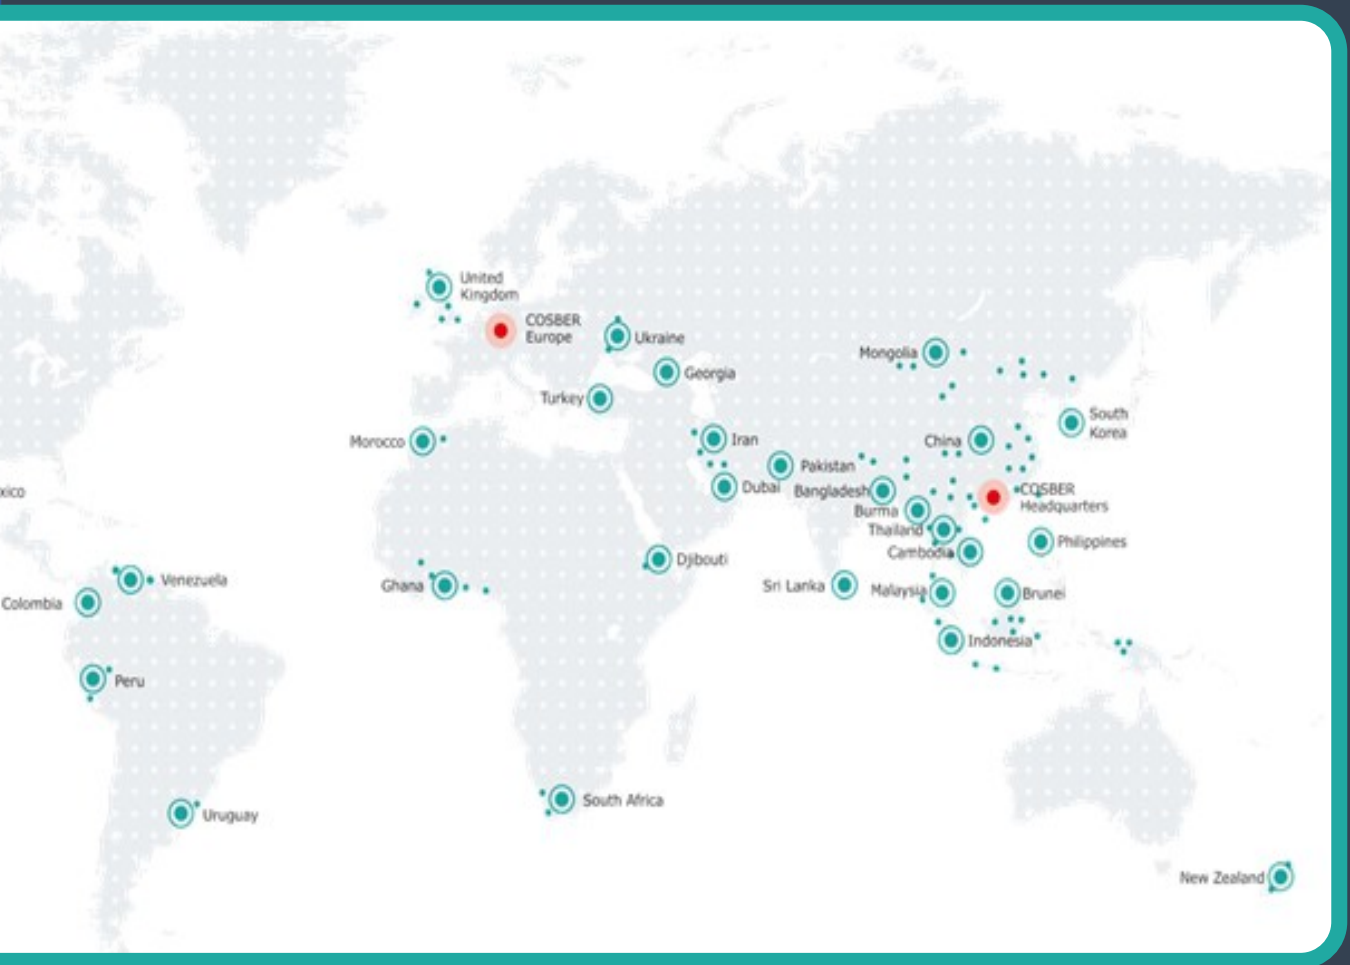 United
Kingdom
COSBER
Europe
Ukraine
Mongolia
Georgia
Turkey
South
Korea
Morocco
Iran
China
Pakistan
Dubai
Bangladesh
xico
COSBER
Headquarters
Burma
Thailand
Philippines
Cambodia
Djibouti
Venezuela
Ghana
Sri Lanka
Malaysia
Brunei
Colombia
Indonesia
Peru
South Africa
Uruguay
New Zealand